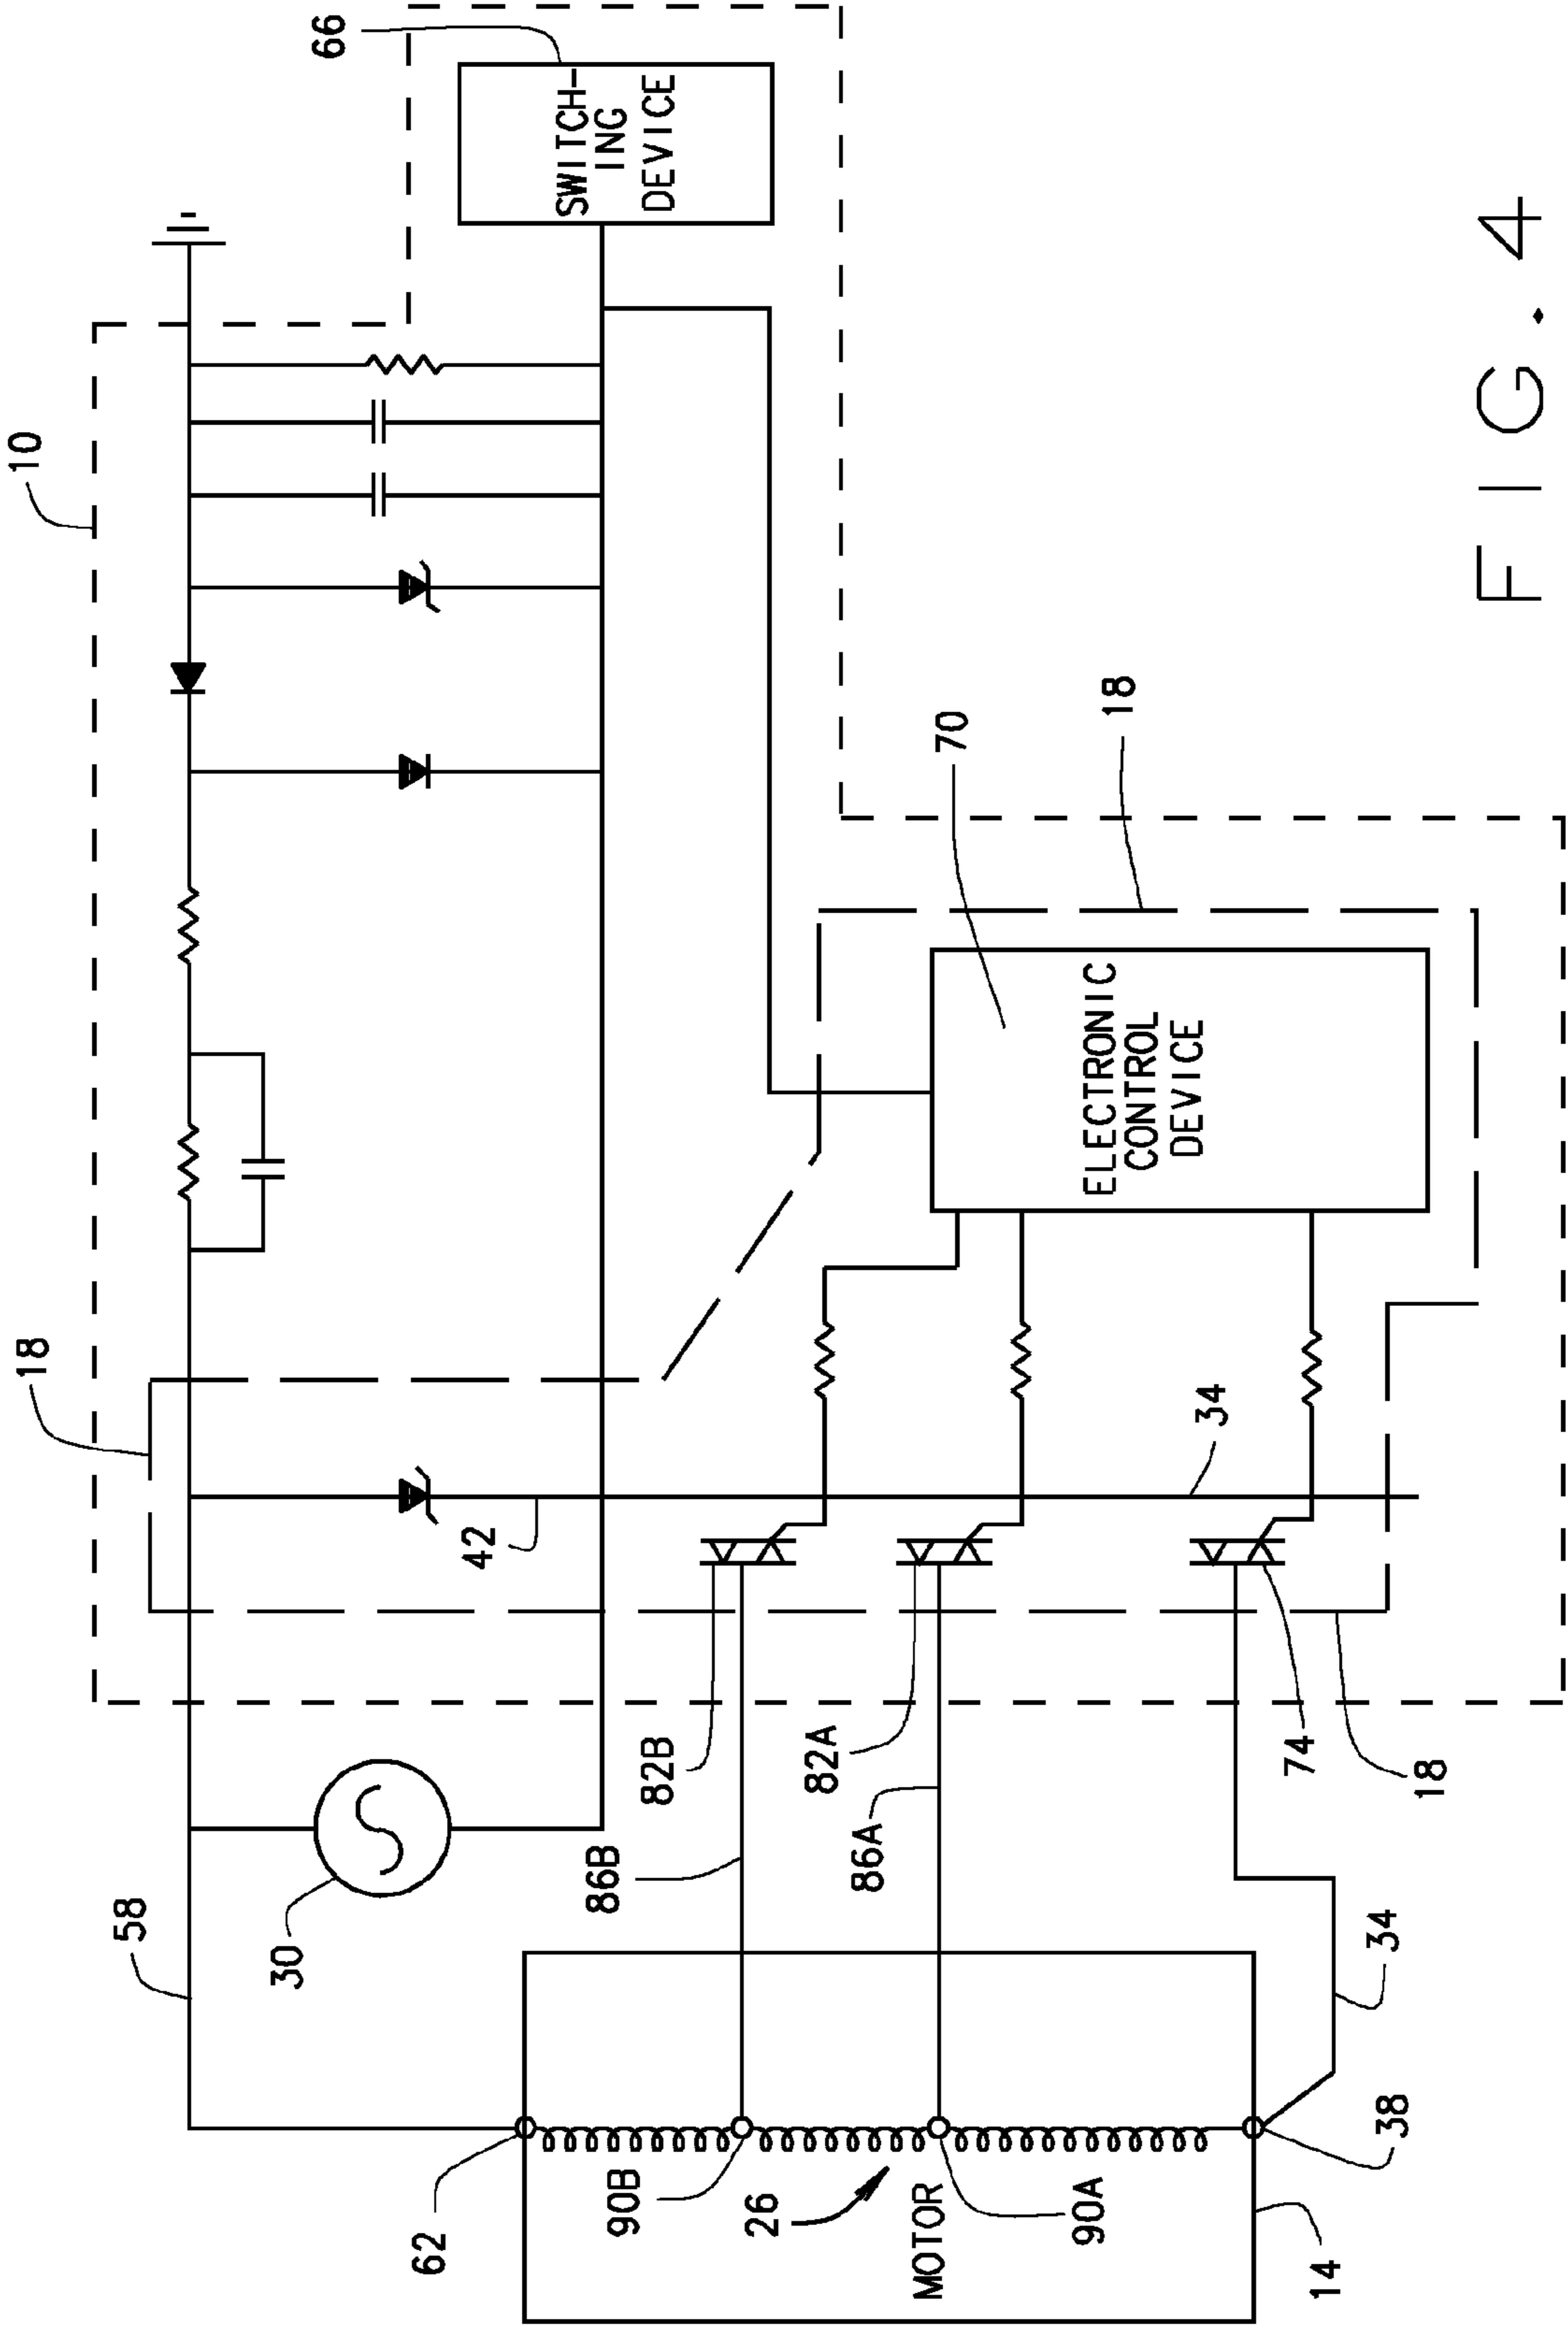 18
10
58
30
66
62
42
SWITCH-
ING
DEVICE
90B
86B
82B
26
82A
86A
MOTOR
70
90A
18
ELECTRONIC
CONTROL
DEVICE
34
74
14
38
34
18
FIG. 4